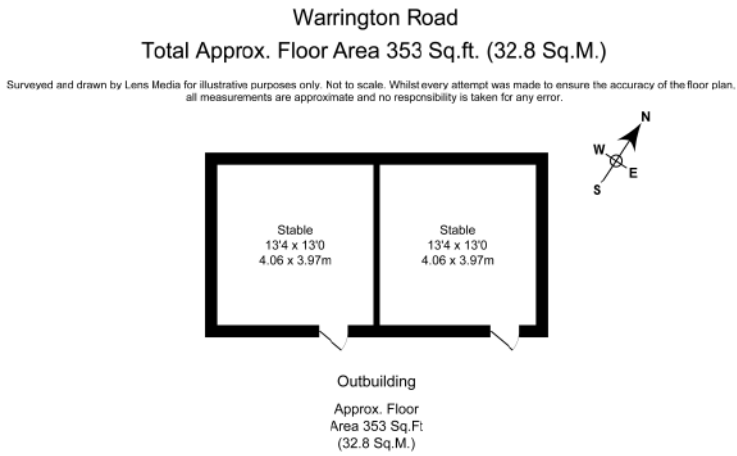 Warrington Road
Total Approx. Floor Area 353 Sq.ft. (32.8 Sq.M.)
Surveyed and drawn by Lens Media for illustrative purposes only. Not to scale. Whilst every attempt was made to ensure the accuracy of the floor plan,
all measurements are approximate and no responsibility is taken for any error.
N
W
E
S
Stable
13'4 x 13'0
4.06 x 3.97m
Stable
13'4 x 13'0
4.06 x 3.97m
Outbuilding
Approx. Floor
Area 353 Sq.Ft
(32.8 Sq.M.)